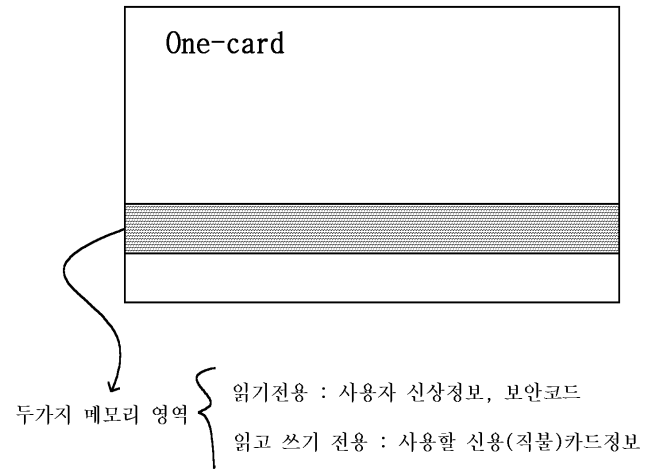 One-card
읽기전용 : 사용자 신상정보, 보안코드
두가지 메모리 영역
읽고 쓰기 전용 : 사용할 신용(직불)카드정보